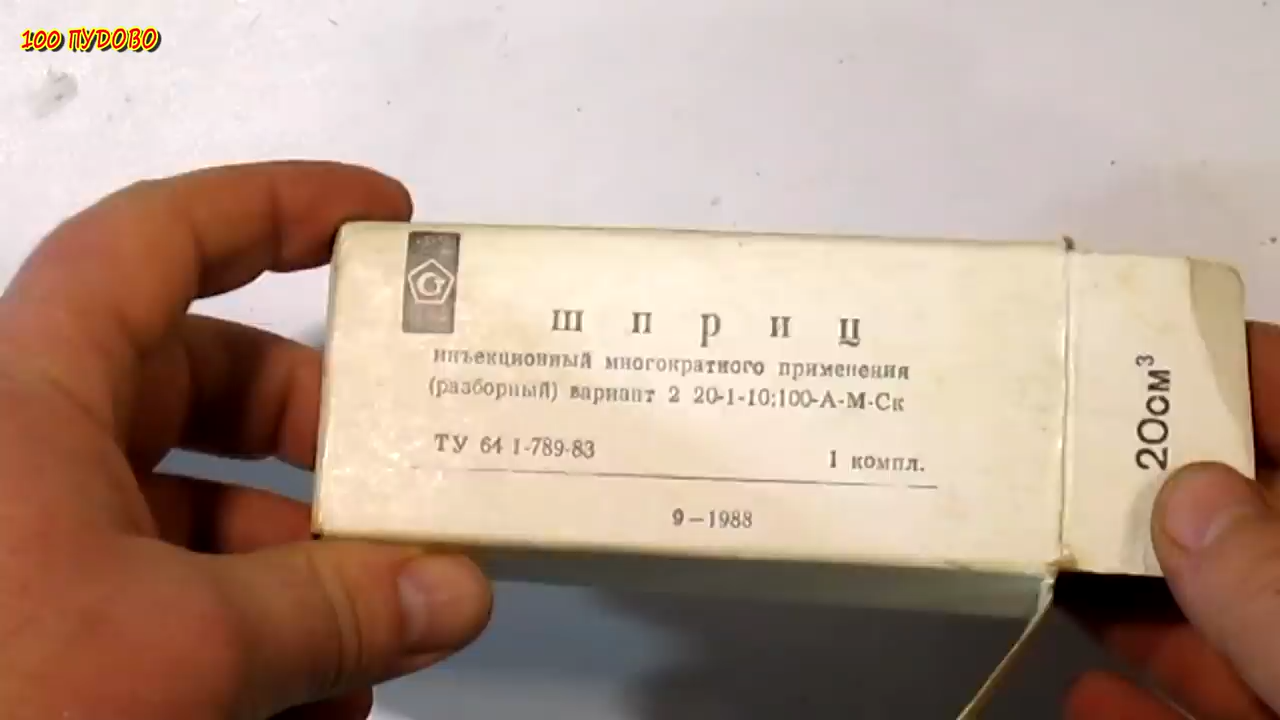 100 ПУДОВО
шприц
инъекционный многократного применения
(разборный) вариант 2 20-1-10;100-А-М-Ск
ТУ 64 1-789-83
1 компл.
9—1988
20см³